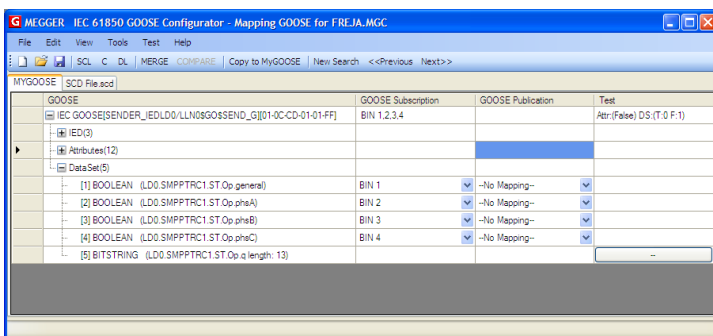 G MEGGER IEC 61850 GOOSE Configurator - Mapping GOOSE for FREJA.MGC
File Edit View Tools Test Help
SCL C DL MERGE COMPARE Copy to MyGOOSE New Search <<Previous Next>>
MYGOOSE SCD File.scd
GOOSE GOOSE Subscription GOOSE Publication Test
IEC GOOSE[SENDER_IEDLD0/LLN0$GO$SEND_G][01-0C-CD-01-01-FF] BIN 1,2,3,4 Attr:(False) DS:(T:0 F:1)
IED(3)
Attributes(12)
DataSet(5)
[1] BOOLEAN (LD0.SMPPTRC1.ST.Op.general) BIN 1 --No Mapping--
[2] BOOLEAN (LD0.SMPPTRC1.ST.Op.phsA) BIN 2 --No Mapping--
[3] BOOLEAN (LD0.SMPPTRC1.ST.Op.phsB) BIN 3 --No Mapping--
[4] BOOLEAN (LD0.SMPPTRC1.ST.Op.phsC) BIN 4 --No Mapping--
[5] BITSTRING (LD0.SMPPTRC1.ST.Op.q length: 13) --